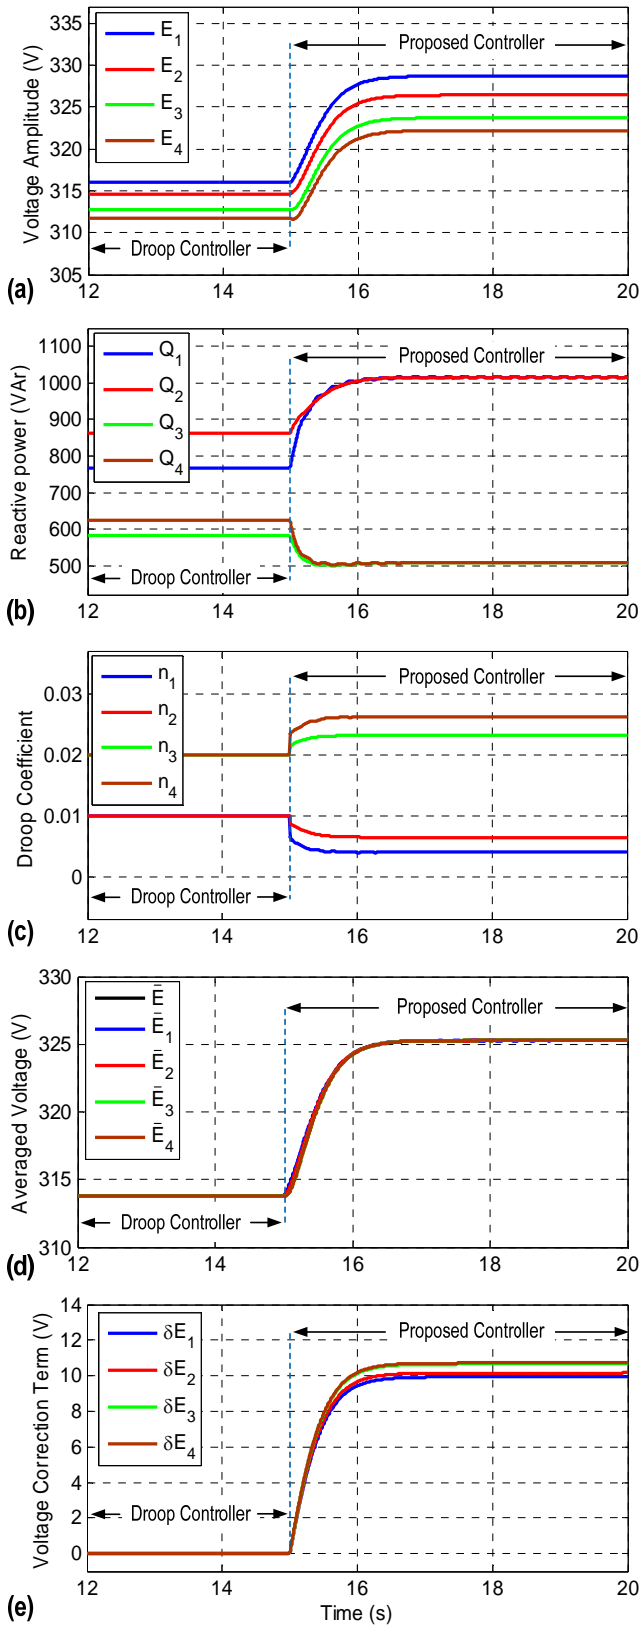 335
330
325
320
315
310
305
Voltage Amplitude (V)
E1
E2
E3
E4
Proposed Controller
Droop Controller
12 14 16 18 20
(a)
1100
1000
900
800
700
600
500
Reactive power (VAr)
Q1
Q2
Q3
Q4
Proposed Controller
Droop Controller
12 14 16 18 20
(b)
0.03
0.02
0.01
0
Droop Coefficient
n1
n2
n3
n4
Proposed Controller
Droop Controller
12 14 16 18 20
(c)
330
325
320
315
310
Averaged Voltage (V)
Ē
Ē1
Ē2
Ē3
Ē4
Proposed Controller
Droop Controller
12 14 16 18 20
(d)
14
12
10
8
6
4
2
0
Voltage Correction Term (V)
δE1
δE2
δE3
δE4
Proposed Controller
Droop Controller
12 14 16 18 20
(e)
Time (s)